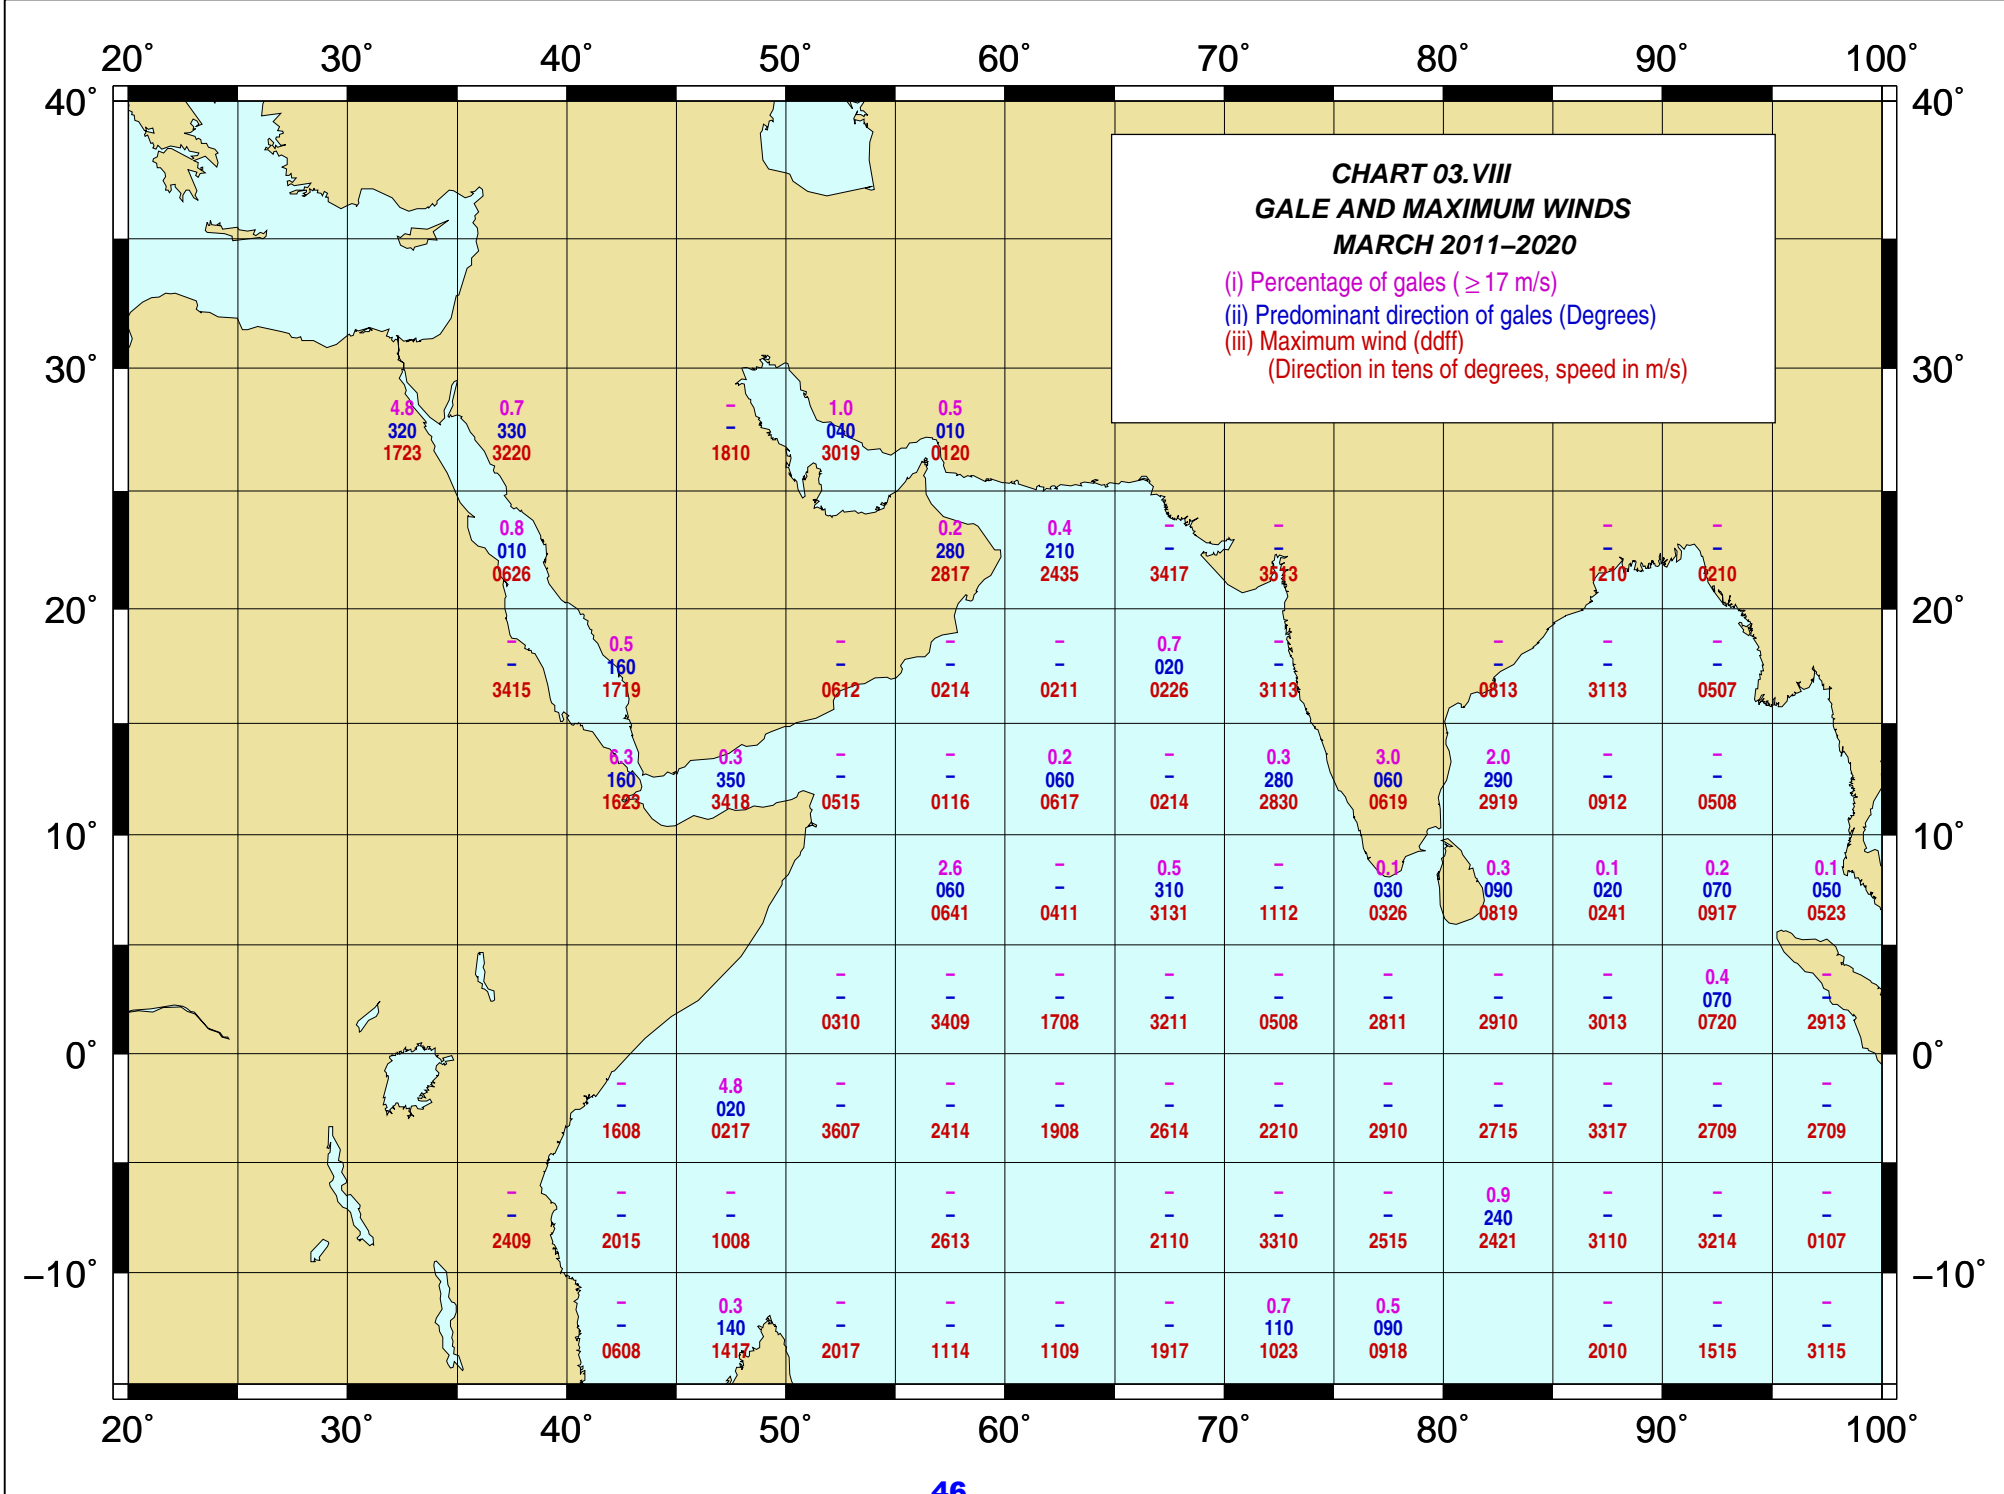 20° 30° 40° 50° 60° 70° 80° 90° 100°
40° 40°
CHART 03.VIII
GALE AND MAXIMUM WINDS
MARCH 2011–2020
(i) Percentage of gales ( ≥ 17 m/s)
(ii) Predominant direction of gales (Degrees)
(iii) Maximum wind (ddff)
(Direction in tens of degrees, speed in m/s)
30° 30°
4.8 0.7 – 1.0 0.5
320 330 – 040 010
1723 3220 1810 3019 0120
0.8 0.2 0.4 – – – –
010 280 210 – – – –
0626 2817 2435 3417 3513 1210 0210
20° 20°
– 0.5 – – – 0.7 – – – –
– 160 – – – 020 – – – –
3415 1719 0612 0214 0211 0226 3113 0813 3113 0507
6.3 0.3 – – 0.2 – 0.3 3.0 2.0 – –
160 350 – – 060 – 280 060 290 – –
1623 3418 0515 0116 0617 0214 2830 0619 2919 0912 0508
10° 10°
2.6 – 0.5 – 0.1 0.3 0.1 0.2 0.1
060 – 310 – 030 090 020 070 050
0641 0411 3131 1112 0326 0819 0241 0917 0523
– – – – – – – – 0.4 –
– – – – – – – – 070 –
0310 3409 1708 3211 0508 2811 2910 3013 0720 2913
0° 0°
– 4.8 – – – – – – – – – –
– 020 – – – – – – – – – –
1608 0217 3607 2414 1908 2614 2210 2910 2715 3317 2709 2709
– – – – – – – 0.9 – – –
– – – – – – – 240 – – –
2409 2015 1008 2613 2110 3310 2515 2421 3110 3214 0107
–10° –10°
– 0.3 – – – – 0.7 0.5 – – –
– 140 – – – – 110 090 – – –
0608 1417 2017 1114 1109 1917 1023 0918 2010 1515 3115
20° 30° 40° 50° 60° 70° 80° 90° 100°
46